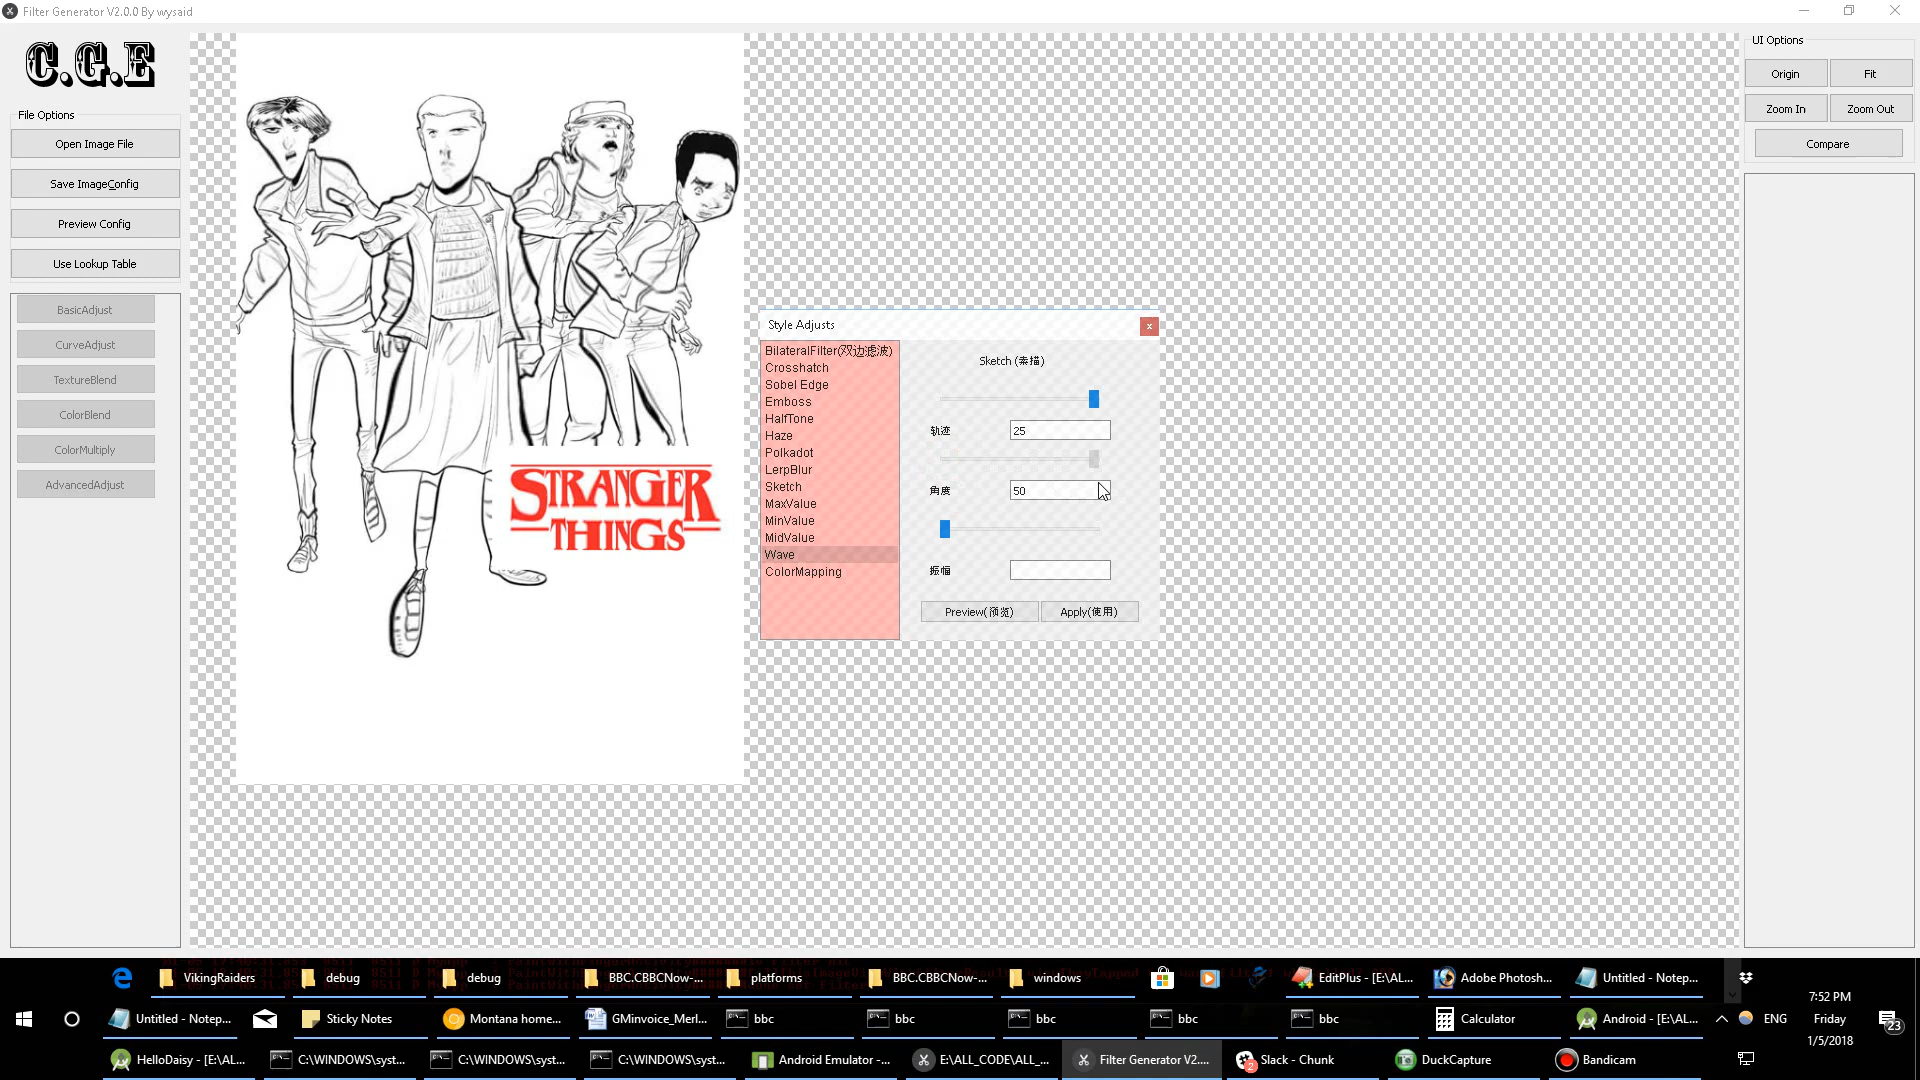 Filter Generator V2.0.0 By wysaid
C.G.E
File Options
Open Image File
Save ImageConfig
Preview Config
Use Lookup Table
BasicAdjust
CurveAdjust
TextureBlend
ColorBlend
ColorMultiply
AdvancedAdjust
STRANGER
THINGS
Style Adjusts
x
BilateralFilter(双边滤波)
Crosshatch
Sobel Edge
Emboss
HalfTone
Haze
Polkadot
LerpBlur
Sketch
MaxValue
MinValue
MidValue
Wave
ColorMapping
Sketch (素描)
轨迹
25
角度
50
振幅
Preview(预览)
Apply(使用)
UI Options
Origin
Fit
Zoom In
Zoom Out
Compare
VikingRaiders
debug
debug
BBC.CBBCNow-...
platforms
BBC.CBBCNow-...
windows
EditPlus - [E:\AL...
Adobe Photosh...
Untitled - Notep...
Untitled - Notep...
Sticky Notes
Montana home...
GMinvoice_Merl...
bbc
bbc
bbc
bbc
bbc
Calculator
Android - [E:\AL...
ENG
7:52 PM
Friday
1/5/2018
23
HelloDaisy - [E:\AL...
C:\WINDOWS\syst...
C:\WINDOWS\syst...
C:\WINDOWS\syst...
Android Emulator -...
E:\ALL_CODE\ALL_...
Filter Generator V2....
2
Slack - Chunk
DuckCapture
Bandicam